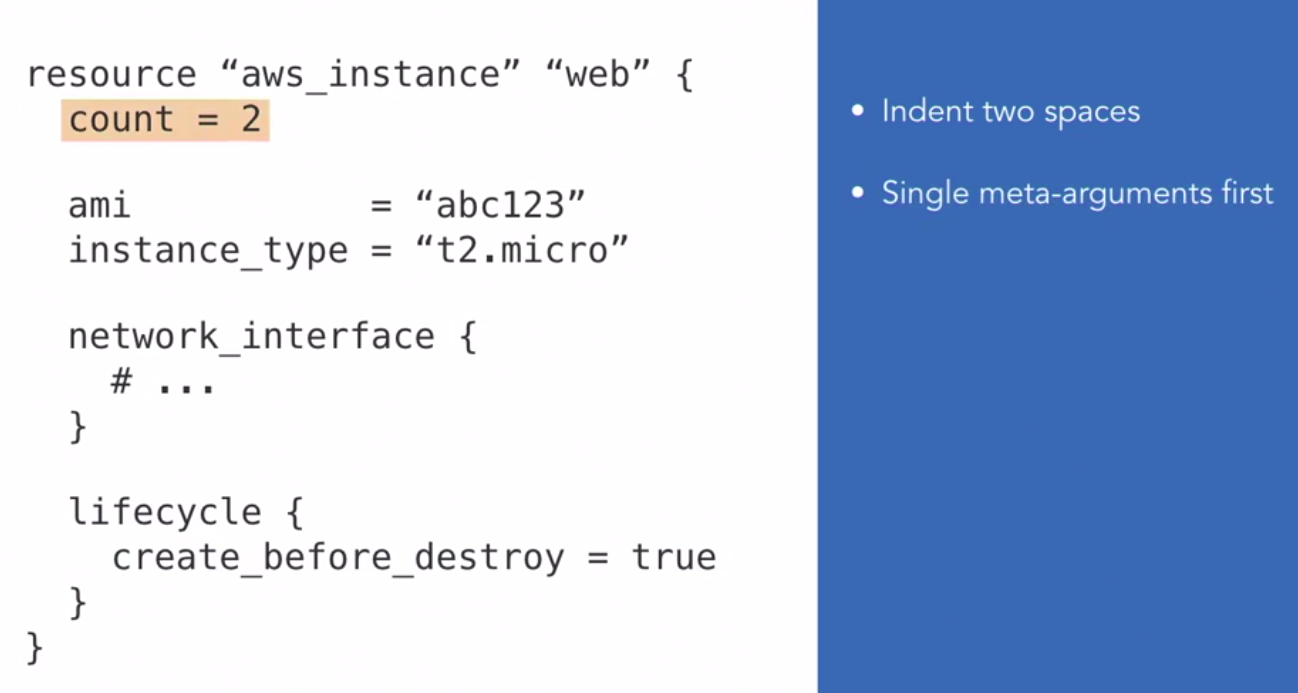 resource “aws_instance” “web” {
  count = 2

  ami           = “abc123”
  instance_type = “t2.micro”

  network_interface {
    # ...
  }

  lifecycle {
    create_before_destroy = true
  }
}
• Indent two spaces
• Single meta-arguments first